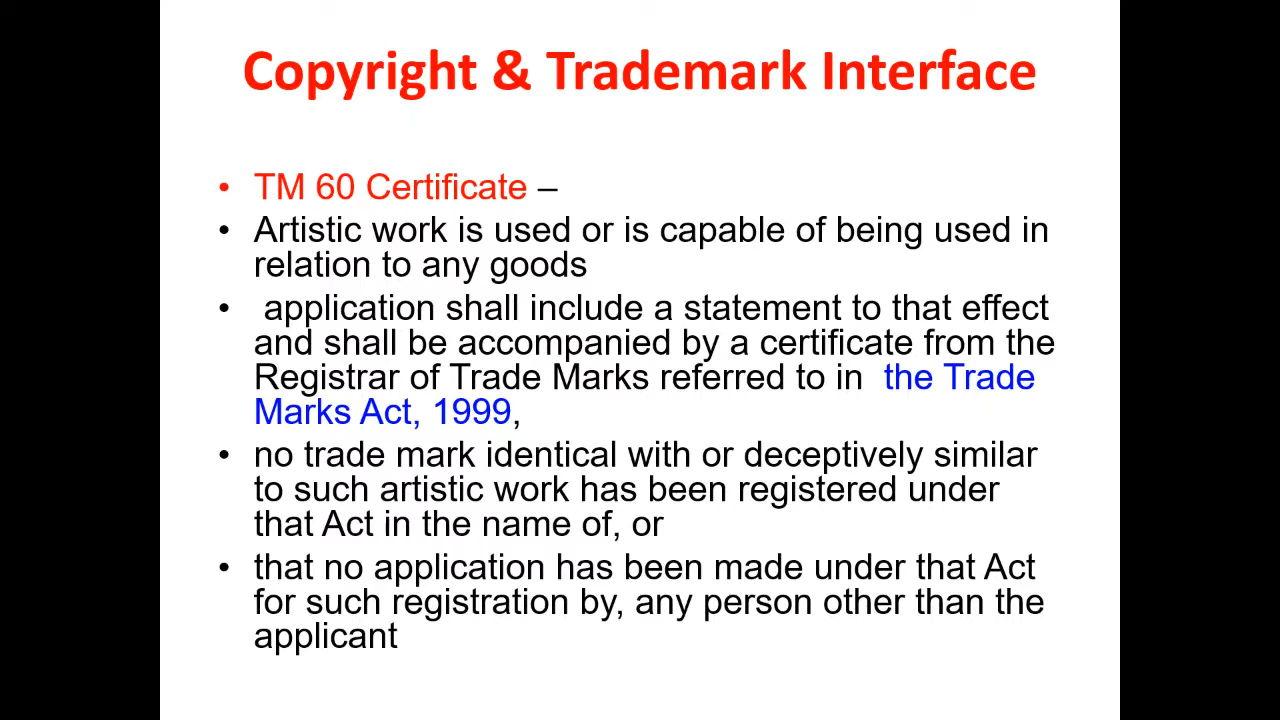 Copyright & Trademark Interface
• TM 60 Certificate –
• Artistic work is used or is capable of being used in
relation to any goods
• application shall include a statement to that effect
and shall be accompanied by a certificate from the
Registrar of Trade Marks referred to in the Trade
Marks Act, 1999,
• no trade mark identical with or deceptively similar
to such artistic work has been registered under
that Act in the name of, or
• that no application has been made under that Act
for such registration by, any person other than the
applicant